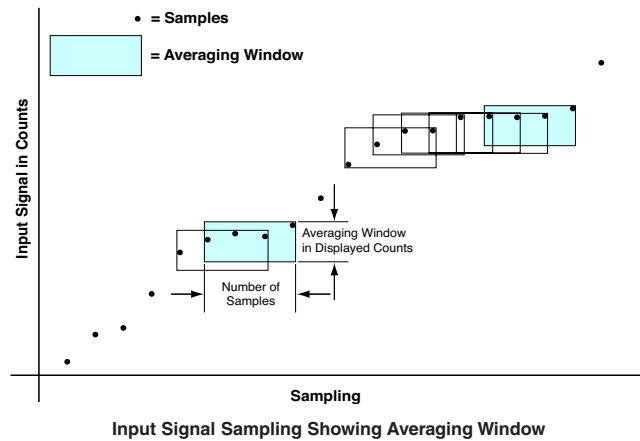 = Samples
= Averaging Window
Input Signal in Counts
Averaging Window
in Displayed Counts
Number of
Samples
Sampling
Input Signal Sampling Showing Averaging Window